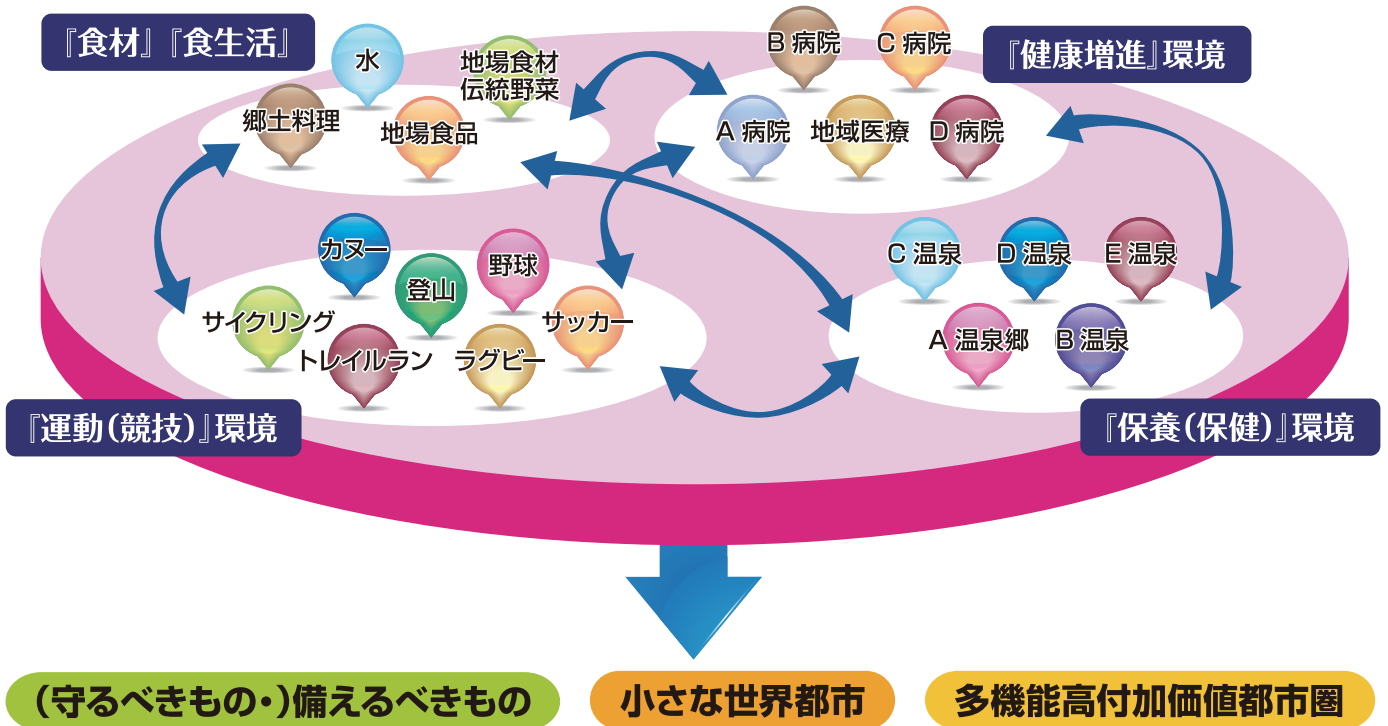 『食材』『食生活』
水
地場食材
伝統野菜
郷土料理
地場食品
B 病院
C 病院
『健康増進』環境
A 病院
地域医療
D 病院
カヌー
野球
登山
サイクリング
サッカー
トレイルラン
ラグビー
『運動(競技)』環境
C 温泉
D 温泉
E 温泉
A 温泉郷
B 温泉
『保養(保健)』環境
(守るべきもの・)備えるべきもの
小さな世界都市
多機能高付加価値都市圏